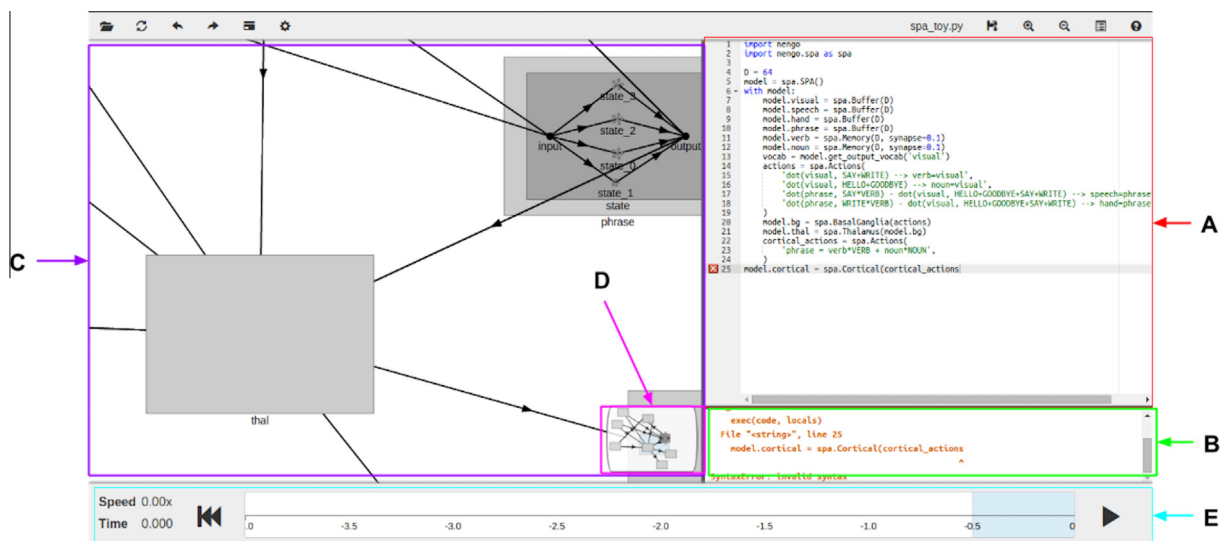 spa_toy.py
1 import nengo
2 import nengo.spa as spa
3
4 D = 64
5 model = spa.SPA()
6 with model:
7 model.visual = spa.Buffer(D)
8 model.speech = spa.Buffer(D)
9 model.hand = spa.Buffer(D)
10 model.phrase = spa.Buffer(D)
11 model.verb = spa.Memory(D, synapse=0.1)
12 model.noun = spa.Memory(D, synapse=0.1)
13 vocab = model.get_output_vocab('visual')
14 actions = spa.Actions(
15 'dot(visual, SAY+WRITE) --> verb=visual',
16 'dot(visual, HELLO+GOODBYE) --> noun=visual',
17 'dot(phrase, SAY*VERB) - dot(visual, HELLO+GOODBYE+SAY+WRITE) --> speech=phrase
18 'dot(phrase, WRITE*VERB) - dot(visual, HELLO+GOODBYE+SAY+WRITE) --> hand=phras
19 )
20 model.bg = spa.BasalGanglia(actions)
21 model.thal = spa.Thalamus(model.bg)
22 cortical_actions = spa.Actions(
23 'phrase = verb*VERB + noun*NOUN',
24 )
25 model.cortical = spa.Cortical(cortical_actions
state_3
state_2
input
output
state_0
state_1
state
phrase
A
C
D
thal
exec(code, locals)
File "<string>", line 25
model.cortical = spa.Cortical(cortical_actions
^
SyntaxError: invalid syntax
B
Speed 0.00x
Time 0.000
.0 -3.5 -3.0 -2.5 -2.0 -1.5 -1.0 -0.5 0
E